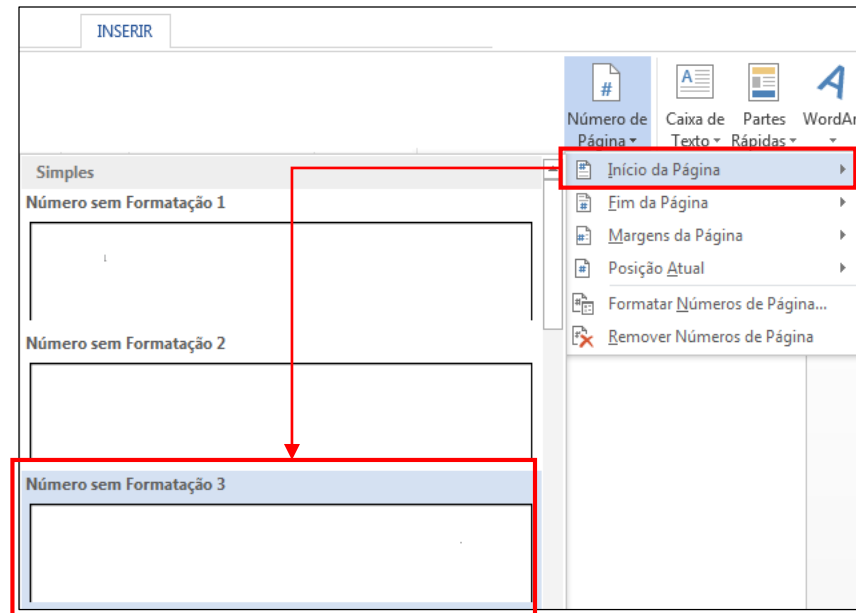 INSERIR
#
A
A
Número de
Página
Caixa de
Texto
Partes
Rápidas
WordAr
Início da Página
Fim da Página
Margens da Página
Posição Atual
Formatar Números de Página...
Remover Números de Página
Simples
Número sem Formatação 1
1
Número sem Formatação 2
Número sem Formatação 3